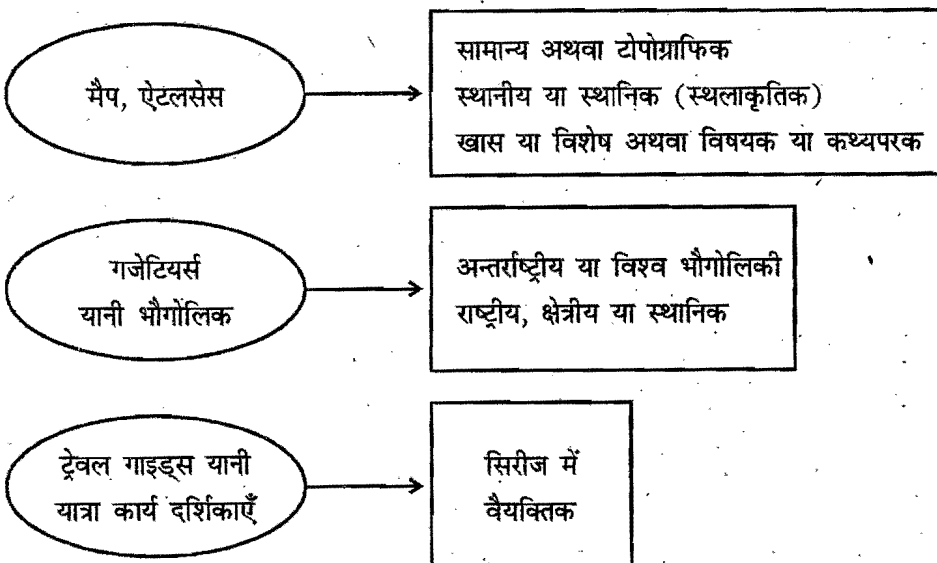 मैप, ऐटलसेस
सामान्य अथवा टोपोग्राफिक
स्थानीय या स्थानिक (स्थलाकृतिक)
खास या विशेष अथवा विषयक या कथ्यपरक
गजेटियर्स
यानी भौगोलिक
अन्तर्राष्ट्रीय या विश्व भौगोलिकी
राष्ट्रीय, क्षेत्रीय या स्थानिक
ट्रेवल गाइड्स यानी
यात्रा कार्य दर्शिकाएँ
सिरीज में
वैयक्तिक